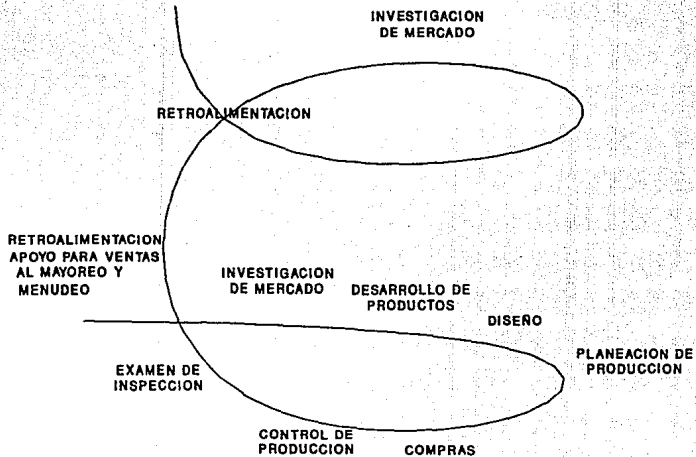 INVESTIGACION
DE MERCADO
RETROALIMENTACION
RETROALIMENTACION
APOYO PARA VENTAS
AL MAYOREO Y
MENUDEO
INVESTIGACION
DE MERCADO
DESARROLLO DE
PRODUCTOS
DISEÑO
PLANEACION DE
PRODUCCION
EXAMEN DE
INSPECCION
CONTROL DE
PRODUCCION
COMPRAS